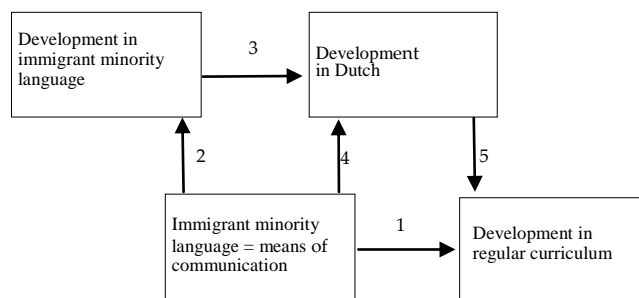 Development in
immigrant minority
language
3
Development
in Dutch
2
4
5
Immigrant minority
language = means of
communication
1
Development in
regular curriculum